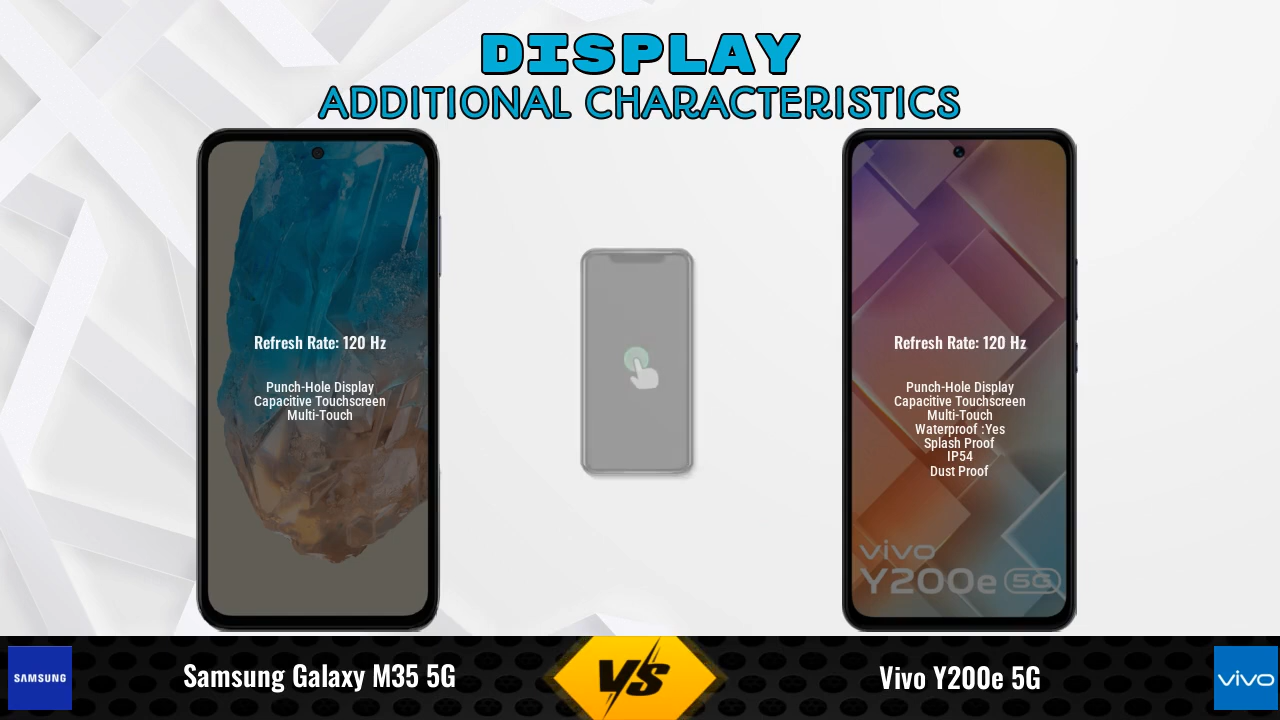 DISPLAY
ADDITIONAL CHARACTERISTICS
Refresh Rate: 120 Hz
Punch-Hole Display
Capacitive Touchscreen
Multi-Touch
Refresh Rate: 120 Hz
Punch-Hole Display
Capacitive Touchscreen
Multi-Touch
Waterproof :Yes
Splash Proof
IP54
Dust Proof
vivo
Y200e 5G
SAMSUNG
Samsung Galaxy M35 5G
VS
Vivo Y200e 5G
vivo